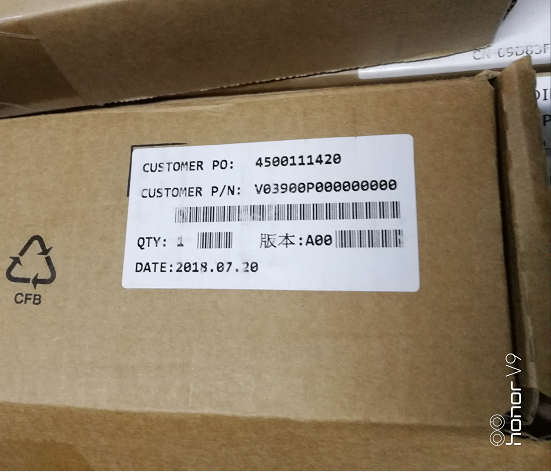 CUSTOMER PO: 4500111420
CUSTOMER P/N: V03900P000000000
QTY: 1 版本:A00
DATE:2018.07.20
CFB
honor V9